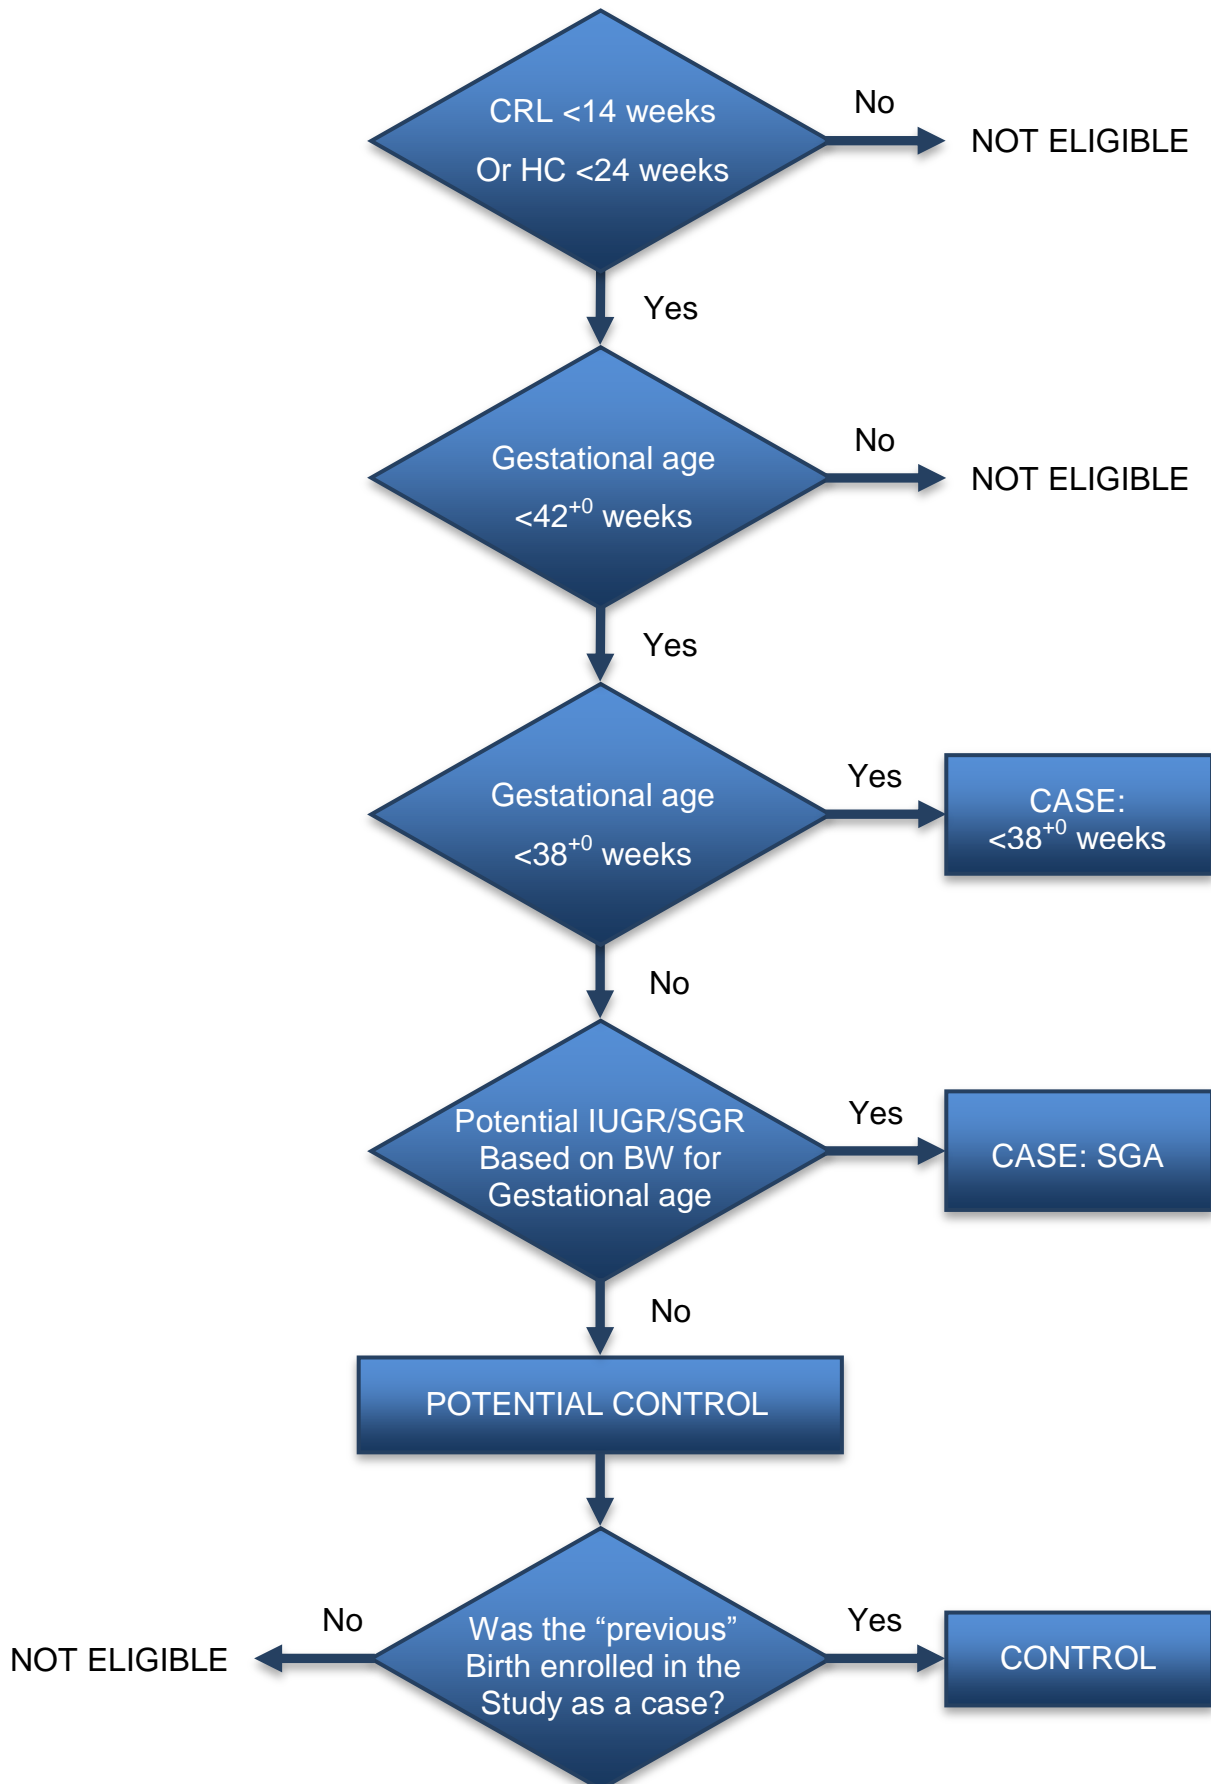 CRL <14 weeks
Or HC <24 weeks
No
NOT ELIGIBLE
Yes
Gestational age
<42⁺⁰ weeks
No
NOT ELIGIBLE
Yes
Gestational age
<38⁺⁰ weeks
Yes
CASE:
<38⁺⁰ weeks
No
Potential IUGR/SGR
Based on BW for
Gestational age
Yes
CASE: SGA
No
POTENTIAL CONTROL
Was the “previous”
Birth enrolled in the
Study as a case?
No
NOT ELIGIBLE
Yes
CONTROL